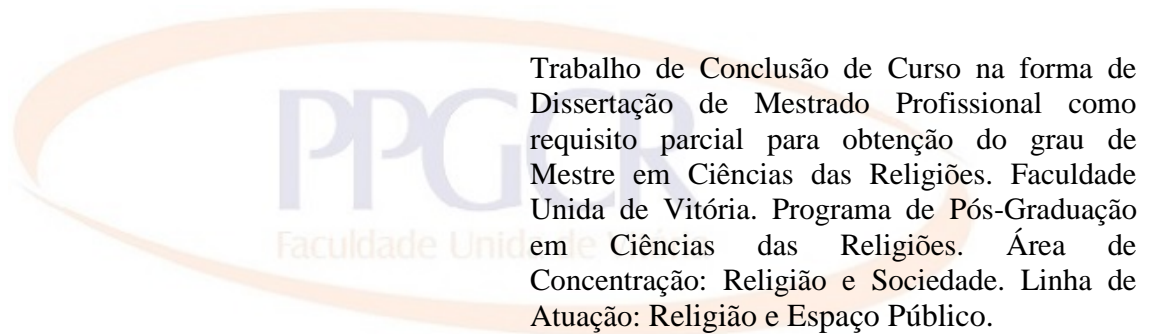 Trabalho de Conclusão de Curso na forma de
Dissertação de Mestrado Profissional como
requisito parcial para obtenção do grau de
Mestre em Ciências das Religiões. Faculdade
Unida de Vitória. Programa de Pós-Graduação
em Ciências das Religiões. Área de
Concentração: Religião e Sociedade. Linha de
Atuação: Religião e Espaço Público.
PPGCR
Faculdade Unida de Vitória